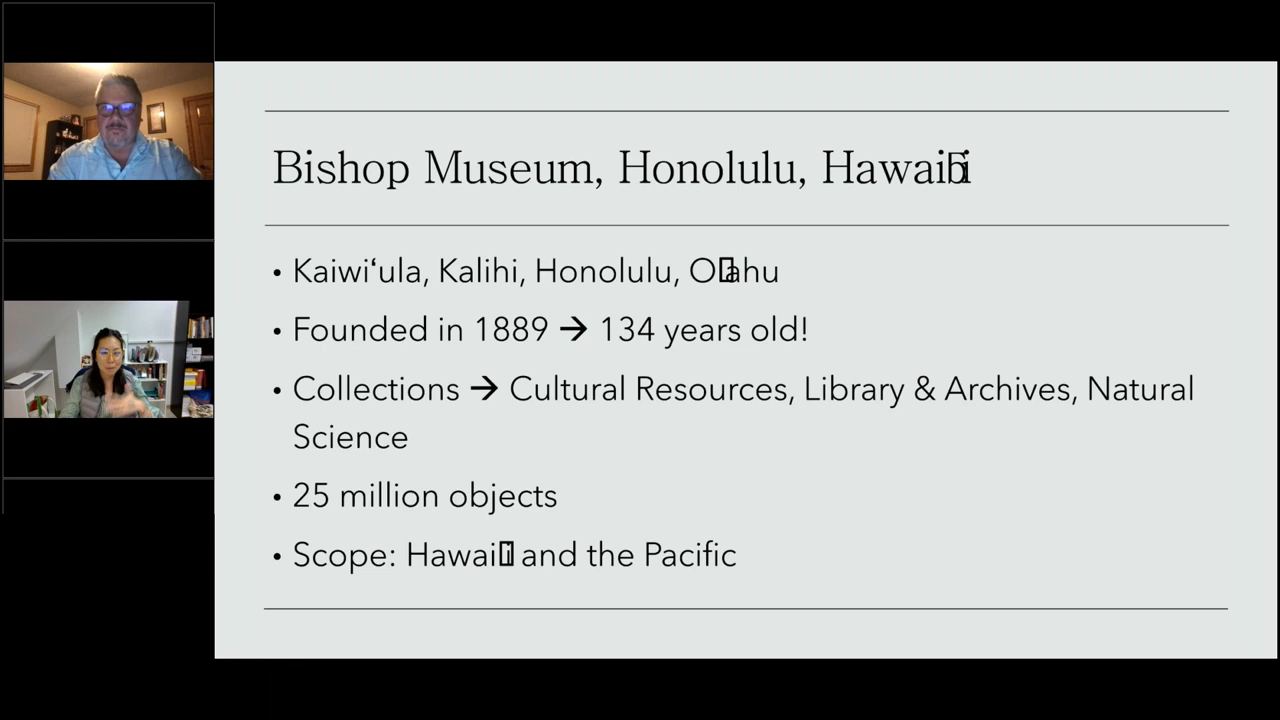 Bishop Museum, Honolulu, Hawai▯i
• Kaiwi‘ula, Kalihi, Honolulu, O▯ahu
• Founded in 1889 → 134 years old!
• Collections → Cultural Resources, Library & Archives, Natural
Science
• 25 million objects
• Scope: Hawai▯i and the Pacific